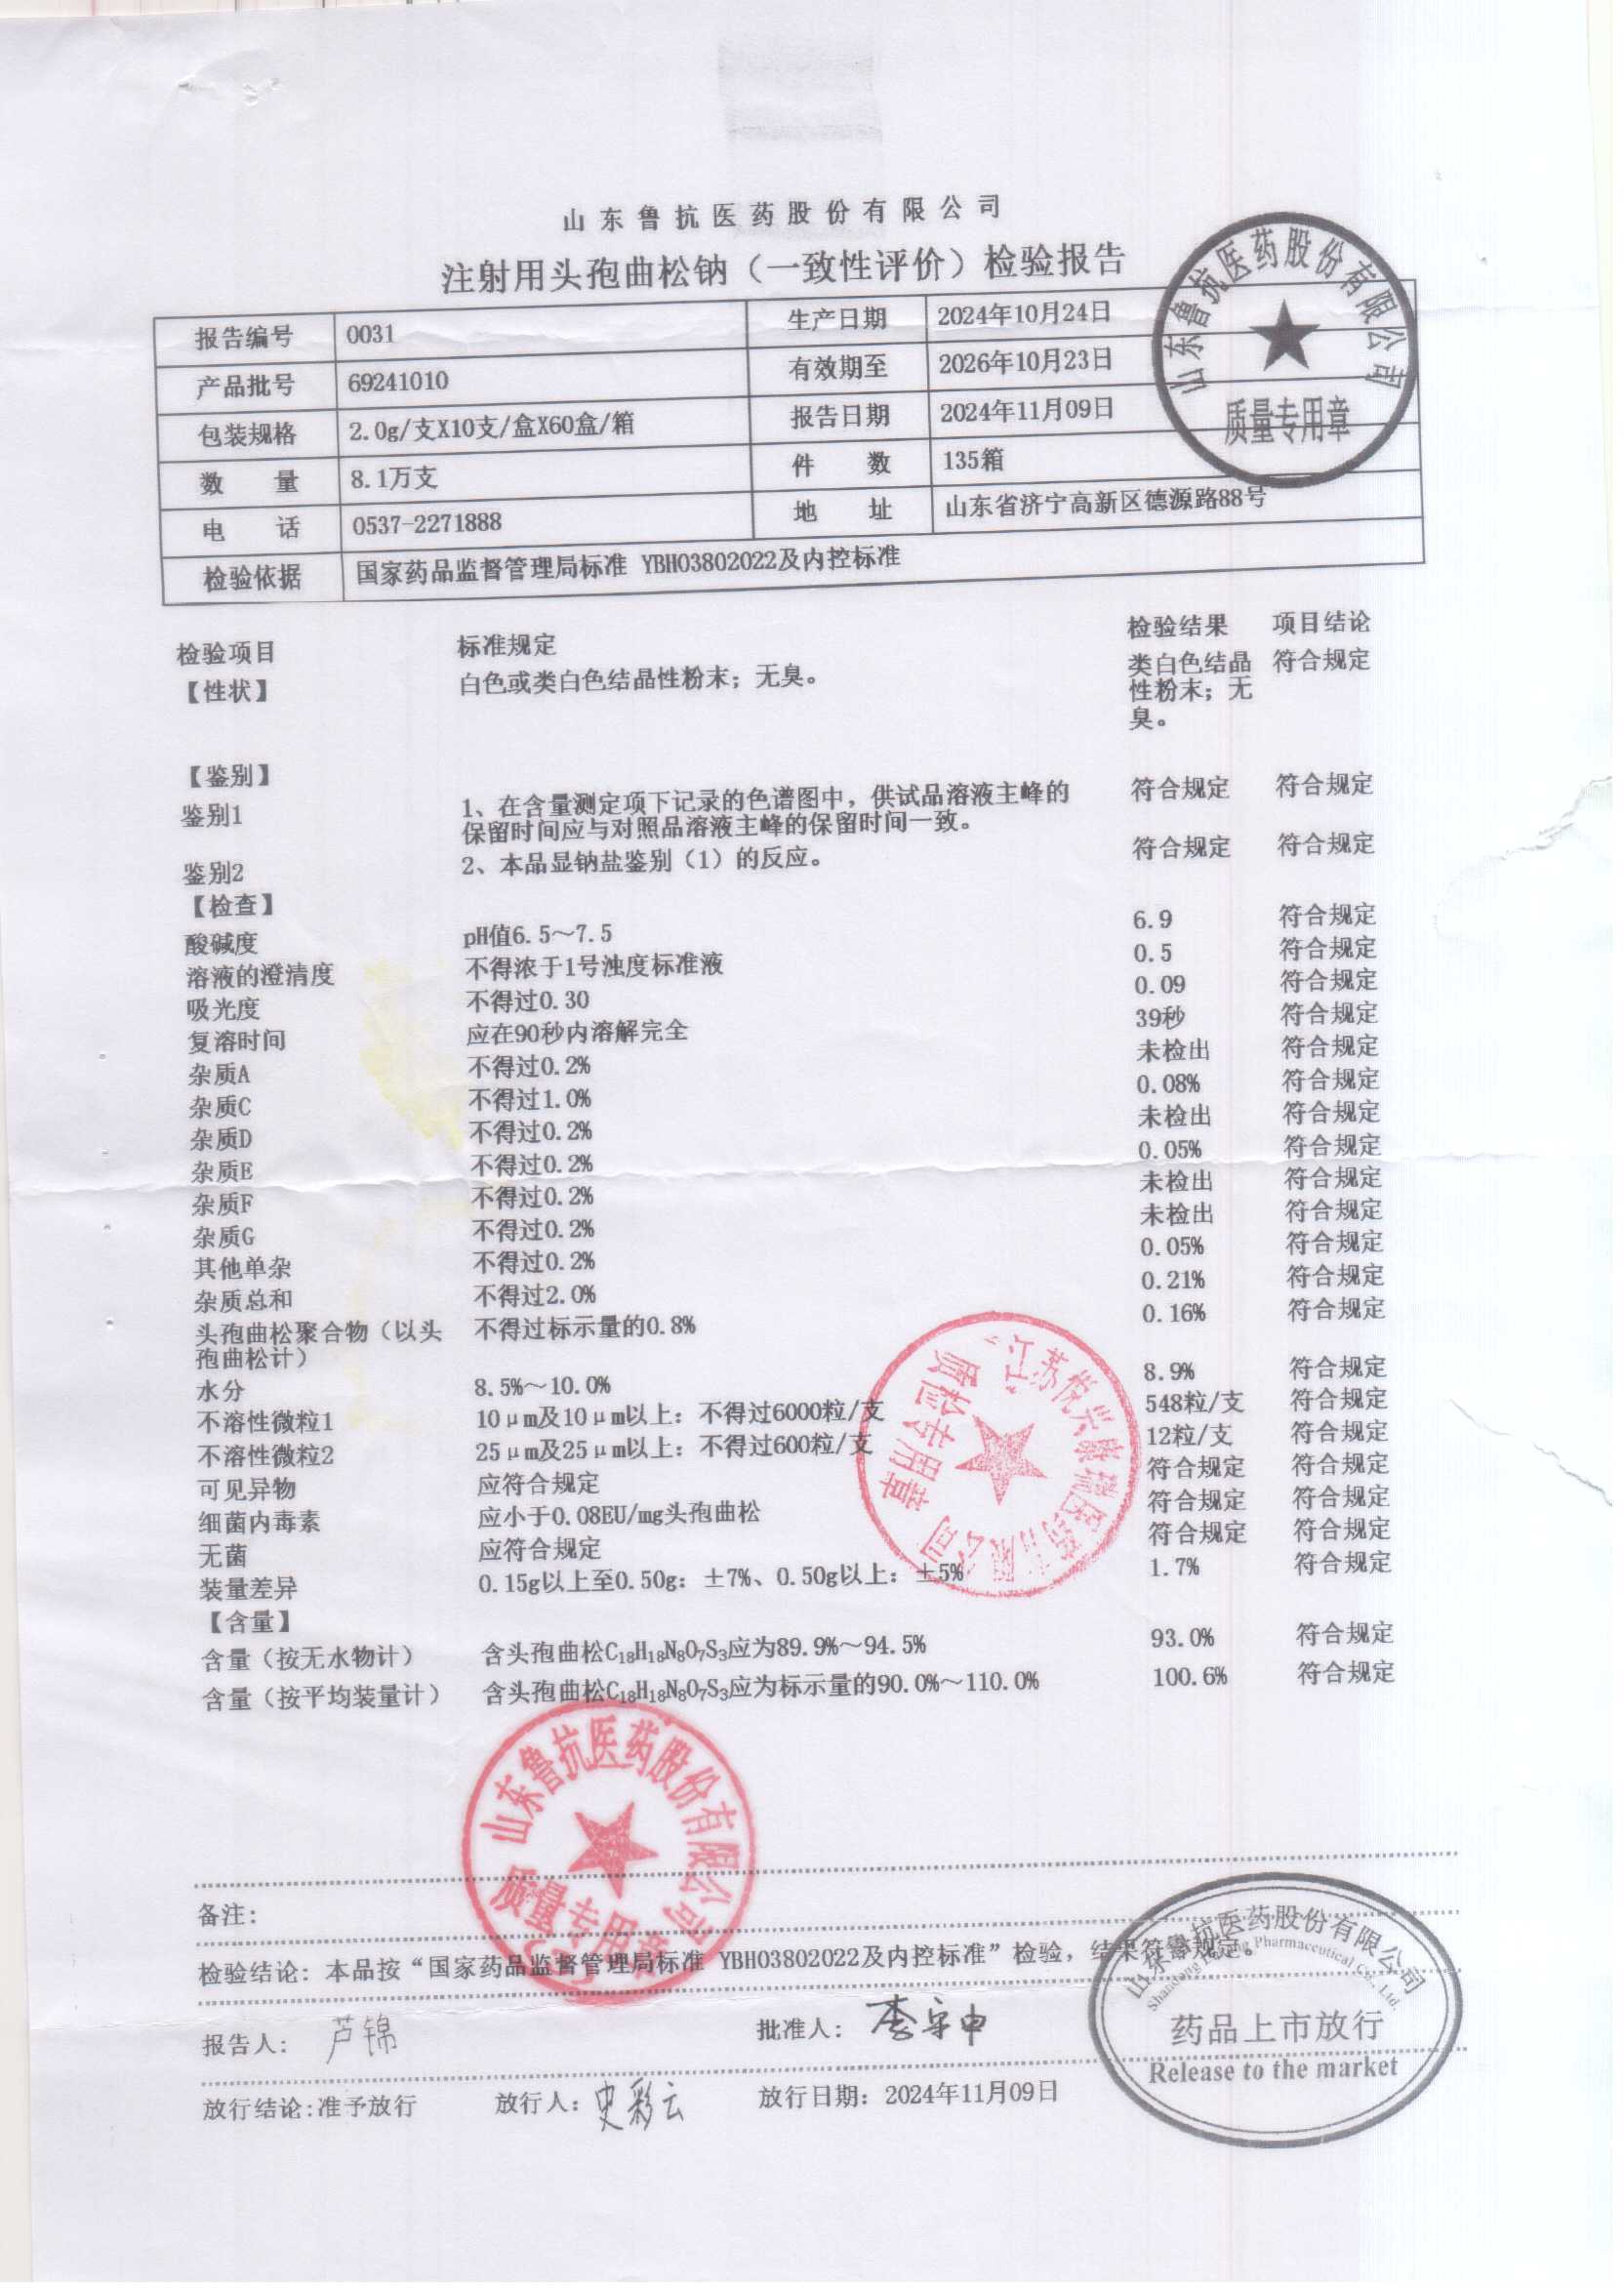 山东鲁抗医药股份有限公司
注射用头孢曲松钠（一致性评价）检验报告
报告编号 0031 生产日期 2024年10月24日
产品批号 69241010 有效期至 2026年10月23日
包装规格 2.0g/支X10支/盒X60盒/箱 报告日期 2024年11月09日
数 量 8.1万支 件 数 135箱
电 话 0537-2271888 地 址 山东省济宁高新区德源路88号
检验依据 国家药品监督管理局标准 YBH03802022及内控标准
山东鲁抗医药股份有限公司
质量专用章
检验项目 标准规定 检验结果 项目结论
【性状】 白色或类白色结晶性粉末；无臭。 类白色结晶 符合规定
性粉末；无
臭。
【鉴别】
鉴别1 1、在含量测定项下记录的色谱图中，供试品溶液主峰的 符合规定 符合规定
保留时间应与对照品溶液主峰的保留时间一致。
鉴别2 2、本品显钠盐鉴别（1）的反应。 符合规定 符合规定
【检查】
酸碱度 pH值6.5～7.5 6.9 符合规定
溶液的澄清度 不得浓于1号浊度标准液 0.5 符合规定
吸光度 不得过0.30 0.09 符合规定
复溶时间 应在90秒内溶解完全 39秒 符合规定
杂质A 不得过0.2% 未检出 符合规定
杂质C 不得过1.0% 0.08% 符合规定
杂质D 不得过0.2% 未检出 符合规定
杂质E 不得过0.2% 0.05% 符合规定
杂质F 不得过0.2% 未检出 符合规定
杂质G 不得过0.2% 未检出 符合规定
其他单杂 不得过0.2% 0.05% 符合规定
杂质总和 不得过2.0% 0.21% 符合规定
头孢曲松聚合物（以头 不得过标示量的0.8% 0.16% 符合规定
孢曲松计）
水分 8.5%～10.0% 8.9% 符合规定
不溶性微粒1 10μm及10μm以上：不得过6000粒/支 548粒/支 符合规定
不溶性微粒2 25μm及25μm以上：不得过600粒/支 12粒/支 符合规定
可见异物 应符合规定 符合规定 符合规定
细菌内毒素 应小于0.08EU/mg头孢曲松 符合规定 符合规定
无菌 应符合规定 符合规定 符合规定
装量差异 0.15g以上至0.50g：±7%、0.50g以上：±5% 1.7% 符合规定
【含量】
含量（按无水物计） 含头孢曲松C₁₈H₁₈N₈O₇S₃应为89.9%～94.5% 93.0% 符合规定
含量（按平均装量计） 含头孢曲松C₁₈H₁₈N₈O₇S₃应为标示量的90.0%～110.0% 100.6% 符合规定
质检专用章
山东鲁抗医药股份有限公司
质量专用章
备注：
检验结论：本品按“国家药品监督管理局标准 YBH03802022及内控标准”检验，结果符合规定。
报告人： 芦锦 批准人： 李守申
放行结论:准予放行 放行人：史彩云 放行日期：2024年11月09日
山东鲁抗医药股份有限公司
药品上市放行
Release to the market